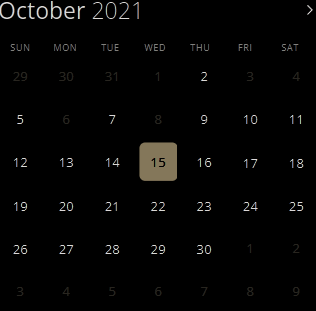 October 2021
SUN MON TUE WED THU FRI SAT
29 30 31 1 2 3 4
5 6 7 8 9 10 11
12 13 14 15 16 17 18
19 20 21 22 23 24 25
26 27 28 29 30 1 2
3 4 5 6 7 8 9